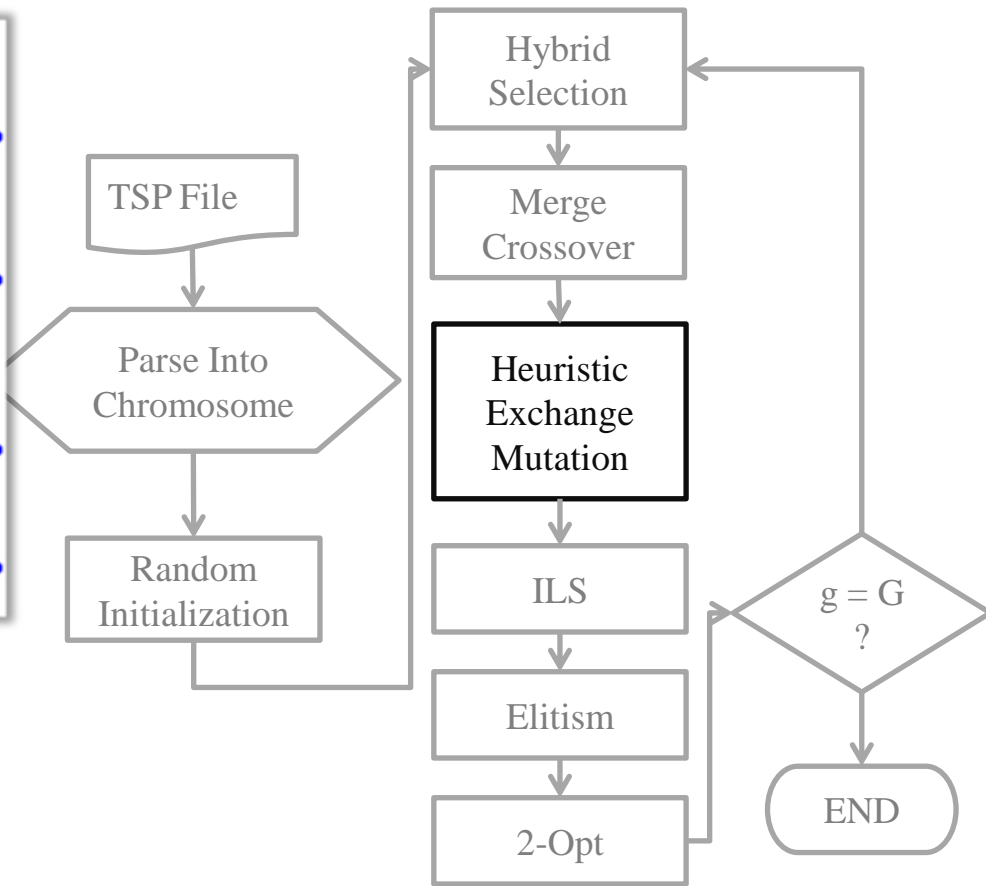 TSP File
Parse Into
Chromosome
Random
Initialization
Hybrid
Selection
Merge
Crossover
Heuristic
Exchange
Mutation
ILS
Elitism
2-Opt
g = G
?
END